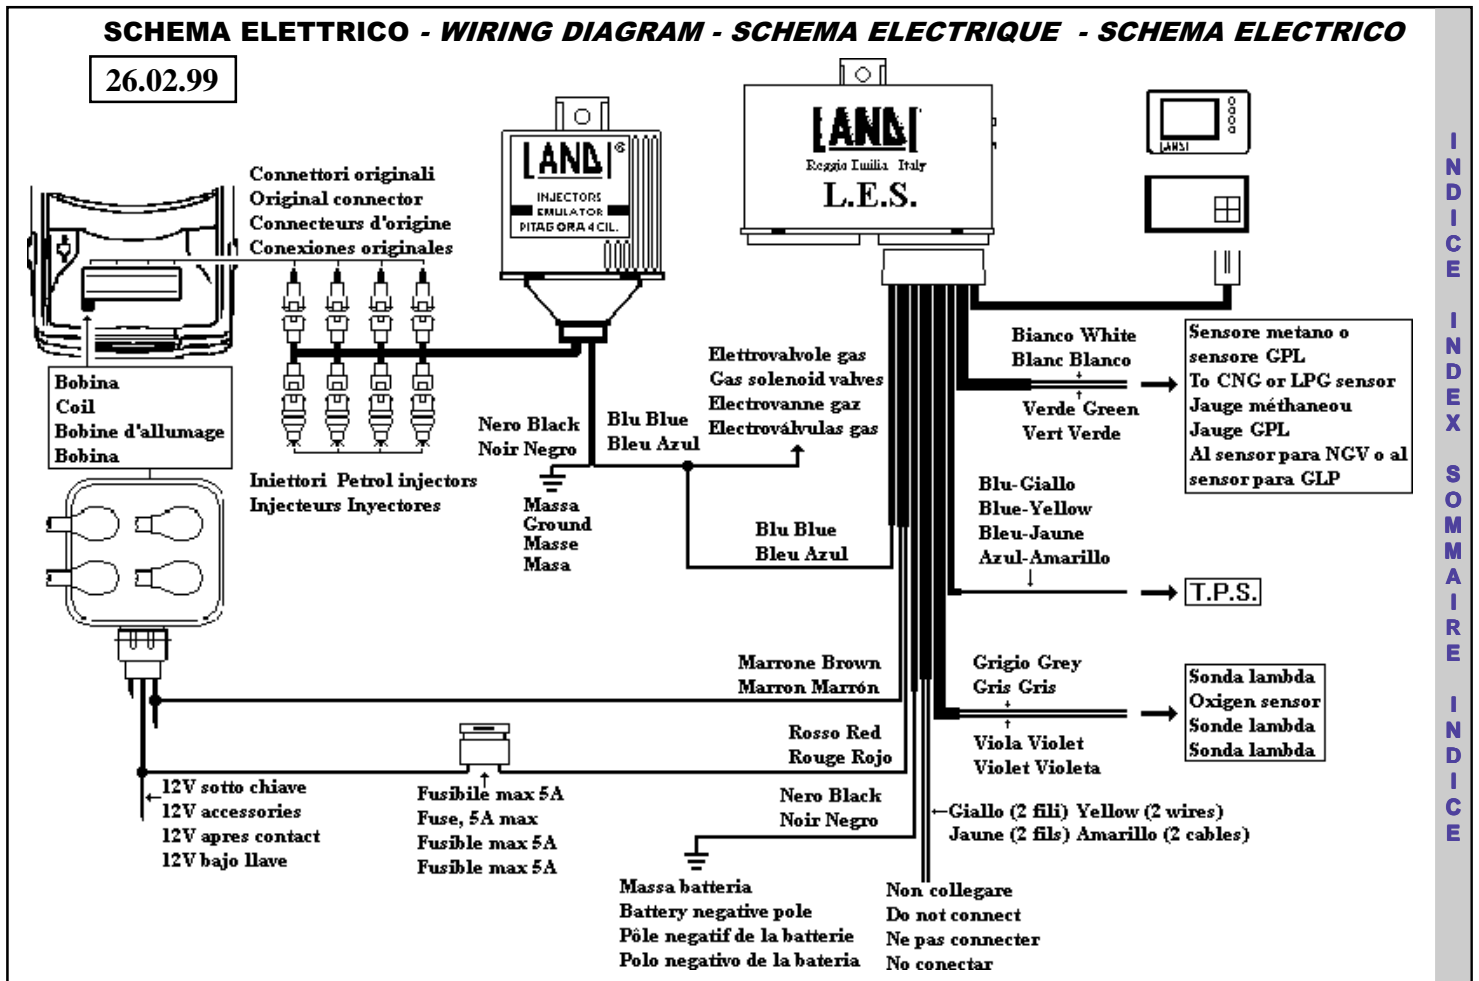 SCHEMA ELETTRICO - WIRING DIAGRAM - SCHEMA ELECTRIQUE - SCHEMA ELECTRICO
26.02.99
Connettori originali
Original connector
Connecteurs d'origine
Conexiones originales
LANDI®
INJECTORS
EMULATOR
PITAGORA 4 CIL.
LANDI
Reggio Emilia Italy
L.E.S.
LANDI
Bobina
Coil
Bobine d'allumage
Bobina
Iniettori Petrol injectors
Injecteurs Inyectores
Nero Black
Noir Negro
Massa
Ground
Masse
Masa
Blu Blue
Bleu Azul
Elettrovalvole gas
Gas solenoid valves
Electrovanne gaz
Electroválvulas gas
Blu Blue
Bleu Azul
Bianco White
Blanc Blanco
Verde Green
Vert Verde
Sensore metano o
sensore GPL
To CNG or LPG sensor
Jauge méthaneou
Jauge GPL
Al sensor para NGV o al
sensor para GLP
Blu-Giallo
Blue-Yellow
Bleu-Jaune
Azul-Amarillo
T.P.S.
Marrone Brown
Marron Marrón
Grigio Grey
Gris Gris
Viola Violet
Violet Violeta
Sonda lambda
Oxigen sensor
Sonde lambda
Sonda lambda
Rosso Red
Rouge Rojo
12V sotto chiave
12V accessories
12V apres contact
12V bajo llave
Fusibile max 5A
Fuse, 5A max
Fusible max 5A
Fusible max 5A
Nero Black
Noir Negro
Giallo (2 fili) Yellow (2 wires)
Jaune (2 fils) Amarillo (2 cables)
Massa batteria
Battery negative pole
Pôle negatif de la batterie
Polo negativo de la bateria
Non collegare
Do not connect
Ne pas connecter
No conectar
INDICE INDEX SOMMAIRE INDICE